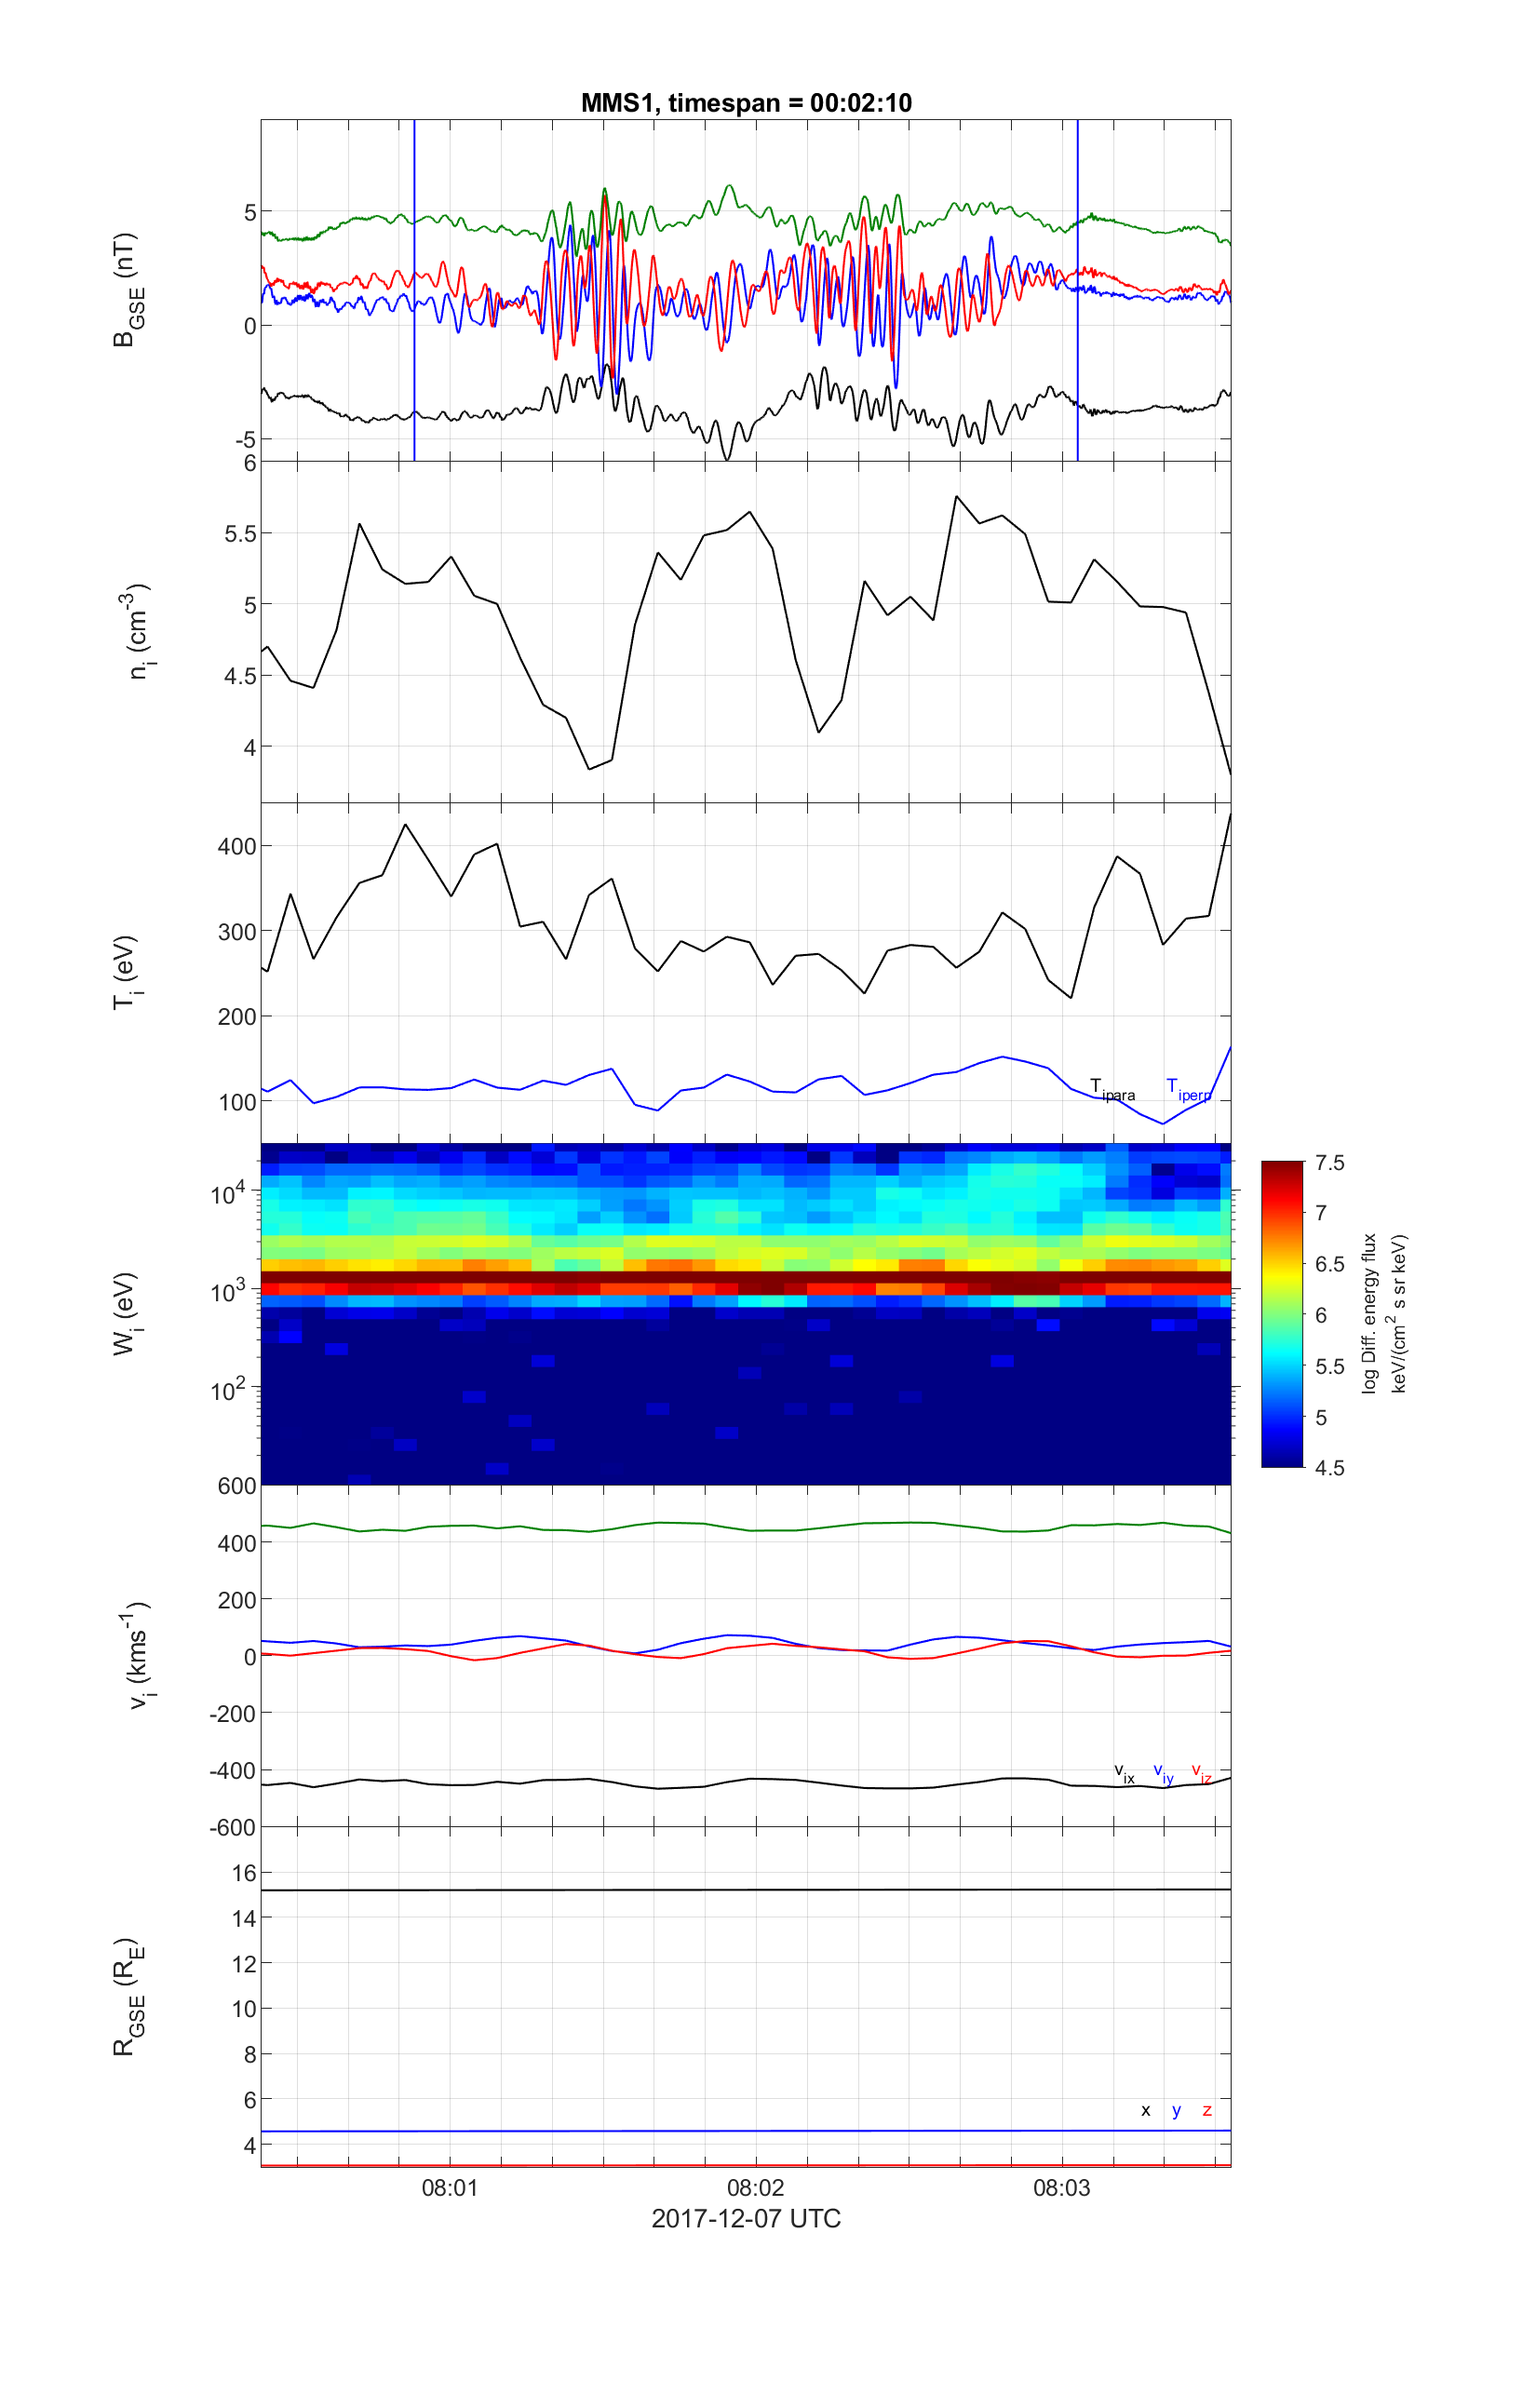 MMS1, timespan = 00:02:10
B_GSE (nT)
5
0
-5
n_i (cm^-3)
6
5.5
5
4.5
4
T_i (eV)
400
300
200
100
T_ipara T_iperp
W_i (eV)
10^4
10^3
10^2
7.5
7
6.5
6
5.5
5
4.5
log Diff. energy flux
keV/(cm^2 s sr keV)
v_i (kms^-1)
600
400
200
0
-200
-400
-600
v_ix v_iy v_iz
R_GSE (R_E)
16
14
12
10
8
6
4
x y z
08:01 08:02 08:03
2017-12-07 UTC